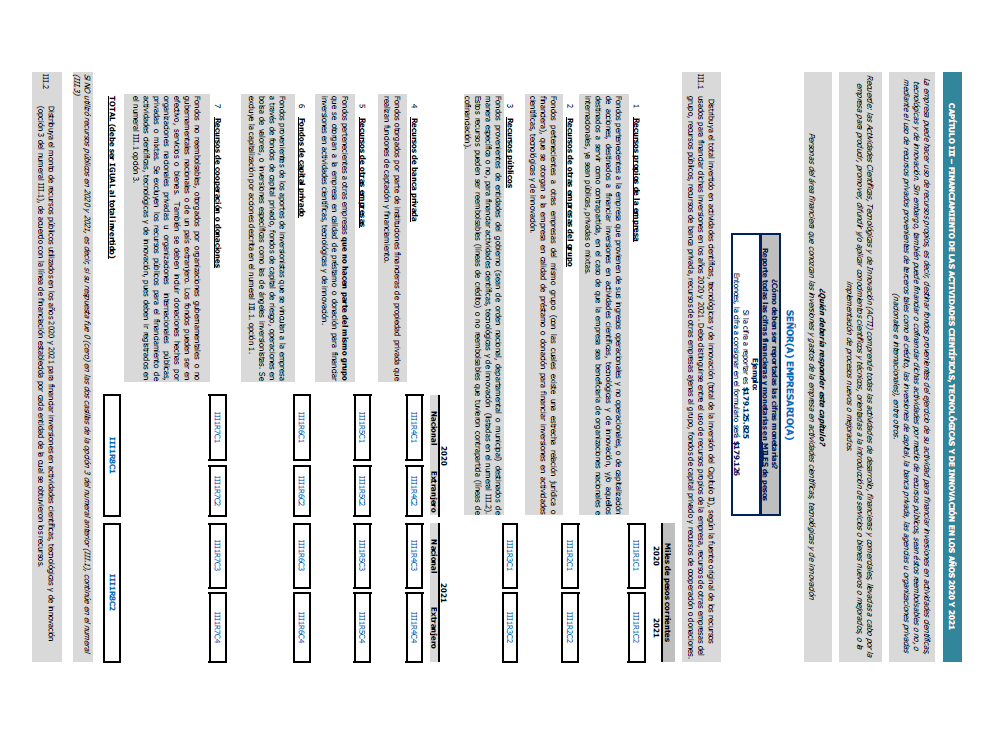 CAPÍTULO III – FINANCIAMIENTO DE LAS ACTIVIDADES CIENTÍFICAS, TECNOLÓGICAS Y DE INNOVACIÓN EN LOS AÑOS 2020 Y 2021
La empresa puede hacer uso de recursos propios, es decir, destinar fondos provenientes del ejercicio de su actividad para financiar inversiones en actividades científicas,
tecnológicas y de innovación. Sin embargo, también puede financiar o cofinanciar dichas actividades por medio de recursos públicos, sean éstos reembolsables o no, o
mediante el uso de recursos privados provenientes de terceros tales como el crédito, las inversiones de capital, la banca privada, las agendas u organizaciones privadas
(nacionales e internacionales), entre otros.
Recuerde: las Actividades Científicas, Tecnológicas y de Innovación (ACTI) comprenden todas las actividades de desarrollo, financieras y comerciales, llevadas a cabo por la
empresa para producir, promover, difundir y/o aplicar conocimientos científicos y técnicos, orientadas a la introducción de servicios o bienes nuevos o mejorados, o la
implementación de procesos nuevos o mejorados.
¿Quién debería responder este capítulo?
Personas del área financiera que conozcan las inversiones y gastos de la empresa en actividades científicas, tecnológicas y de innovación
SEÑOR(A) EMPRESARIO(A)
¿Cómo deben ser reportadas las cifras monetarias?
Reporte todas cifras financieras y monetarias en MILES de pesos
Ejemplo:
Si la cifra a reportar es $179.125.825
Entonces, la cifra a consignar en el formulario será $179.126
III.1 Distribuya el total invertido en actividades científicas, tecnológicas y de innovación (total de la inversión del Capítulo II), según la fuente original de los recursos
usados para financiar dichas inversiones en los años 2020 y 2021. Debe distinguirse entre el uso de recursos propios de la empresa, recursos de otras empresas del
grupo, recursos públicos, recursos de banca privada, recursos de otras empresas ajenas al grupo, fondos de capital privado y recursos de cooperación o donaciones.
Miles de pesos corrientes
2020 2021
1 Recursos propios de la empresa
III1R1C1 III1R1C2
Fondos pertenecientes a la empresa que provienen de sus ingresos operacionales y no operacionales, o de capitalización
de acciones, destinados a financiar inversiones en actividades científicas, tecnológicas y de innovación, y/o aquellos
destinados a servir como contrapartida, en el caso de que la empresa sea beneficiaria de organizaciones nacionales e
internacionales, ya sean públicas, privadas o mixtas.
2 Recursos de otras empresas del grupo
III1R2C1 III1R2C2
Fondos pertenecientes a otras empresas del mismo grupo (con las cuales existe una estrecha relación jurídica o
financiera), que se otorgan a la empresa en calidad de préstamo o donación para financiar inversiones en actividades
científicas, tecnológicas y de innovación.
3 Recursos públicos
III1R3C1 III1R3C2
Fondos provenientes de entidades del gobierno (sean de orden nacional, departamental o municipal) destinados de
manera específica o no, para financiar actividades científicas, tecnológicas y de innovación (listadas en el numeral III.2).
Estos recursos pueden ser reembolsables (líneas de crédito) o no reembolsables que tuvieron contrapartida (líneas de
cofinanciación).
2020 2021
Nacional Extranjero Nacional Extranjero
4 Recursos de banca privada
III1R4C1 III1R4C2 III1R4C3 III1R4C4
Fondos otorgados por parte de instituciones financieras de propiedad privada que
realizan funciones de captación y financiamiento.
5 Recursos de otras empresas
III1R5C1 III1R5C2 III1R5C3 III1R5C4
Fondos pertenecientes a otras empresas que no hacen parte del mismo grupo
que se otorgan a la empresa en calidad de préstamo o donación para financiar
inversiones en actividades científicas, tecnológicas y de innovación.
6 Fondos de capital privado
III1R6C1 III1R6C2 III1R6C3 III1R6C4
Fondos provenientes de los aportes de inversionistas que se vinculan a la empresa
a través de fondos de capital privado, fondos de capital de riesgo, operaciones en
bolsa de valores, o inversiones específicas como las de ángeles inversionistas. Se
excluye la capitalización por acciones descrita en el numeral III.1. opción 1.
7 Recursos de cooperación o donaciones
III1R7C1 III1R7C2 III1R7C3 III1R7C4
Fondos no reembolsables, otorgados por organizaciones gubernamentales o no
gubernamentales nacionales o de un país extranjero. Los fondos pueden ser en
efectivo, servicios o bienes. También se deben incluir donaciones hechas por
organizaciones nacionales privadas u organizaciones internacionales públicas,
privadas o mixtas. Se excluyen los recursos públicos para el financiamiento de
actividades científicas, tecnológicas y de innovación, pues deben ir registrados en
el numeral III.1 opción 3.
TOTAL (debe ser IGUAL al total invertido)
III1R8C1 III1R8C2
Si NO utilizó recursos públicos en 2020 y 2021, es decir, si su respuesta fue 0 (cero) en las dos casillas de la opción 3 del numeral anterior (III.1), continúe en el numeral
(III.3)
III.2 Distribuya el monto de recursos públicos utilizados en los años 2020 y 2021 para financiar inversiones en actividades científicas, tecnológicas y de innovación
(opción 3 del numeral III.1), de acuerdo con la línea de financiación establecida por cada entidad de la cual se obtuvieron los recursos.